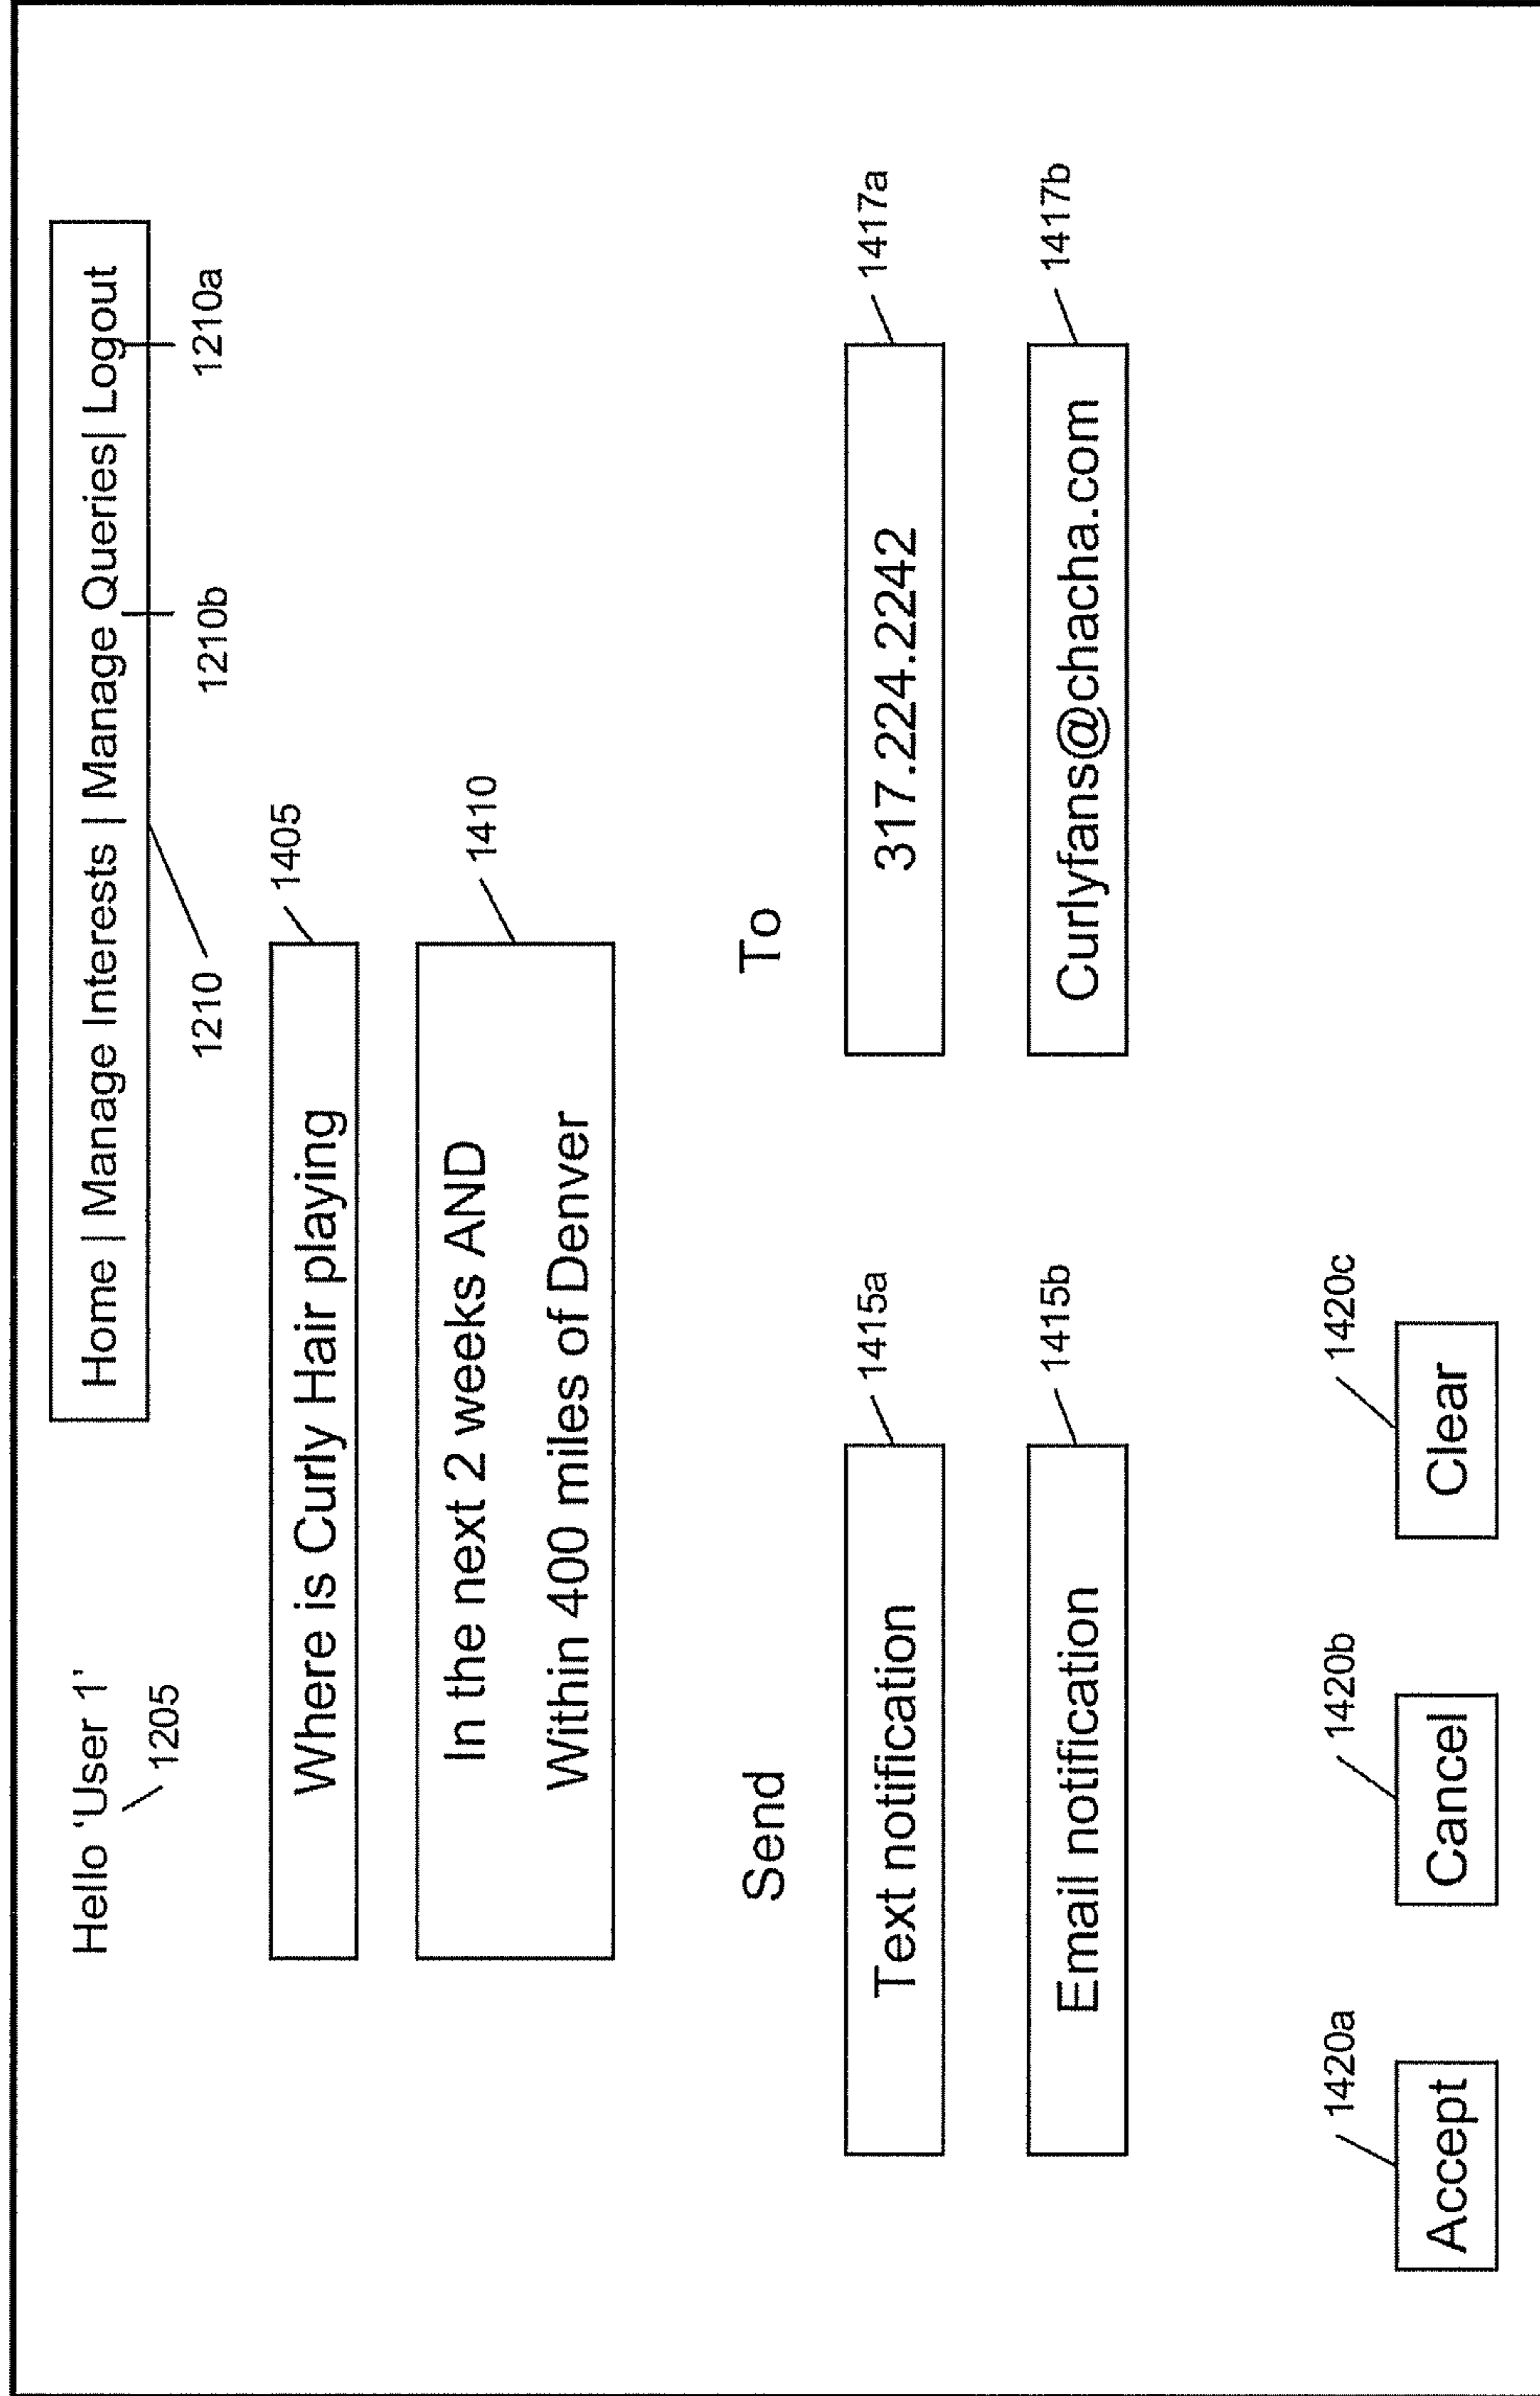 Hello 'User 1'
1205
Home | Manage Interests | Manage Queries| Logout
1210
1210b
1210a
Where is Curly Hair playing
1405
In the next 2 weeks AND
Within 400 miles of Denver
1410
Send
To
Text notification
1415a
317.224.2242
1417a
Email notification
1415b
Curlyfans@chacha.com
1417b
1420a
1420b
1420c
Accept
Cancel
Clear